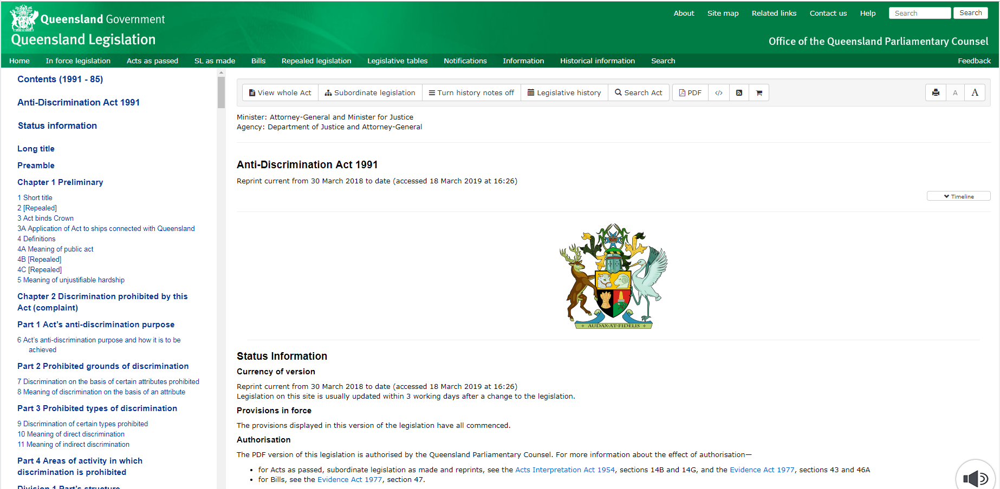 Queensland Government
Queensland Legislation
About Site map Related links Contact us Help Search Search
Office of the Queensland Parliamentary Counsel
Home In force legislation Acts as passed SL as made Bills Repealed legislation Legislative tables Notifications Information Historical information Search Feedback
Contents (1991 - 85)
Anti-Discrimination Act 1991
Status information
Long title
Preamble
Chapter 1 Preliminary
1 Short title
2 [Repealed]
3 Act binds Crown
3A Application of Act to ships connected with Queensland
4 Definitions
4A Meaning of public act
4B [Repealed]
4C [Repealed]
5 Meaning of unjustifiable hardship
Chapter 2 Discrimination prohibited by this
Act (complaint)
Part 1 Act’s anti-discrimination purpose
6 Act’s anti-discrimination purpose and how it is to be
achieved
Part 2 Prohibited grounds of discrimination
7 Discrimination on the basis of certain attributes prohibited
8 Meaning of discrimination on the basis of an attribute
Part 3 Prohibited types of discrimination
9 Discrimination of certain types prohibited
10 Meaning of direct discrimination
11 Meaning of indirect discrimination
Part 4 Areas of activity in which
discrimination is prohibited
Division 1 Part’s structure
View whole Act Subordinate legislation Turn history notes off Legislative history Search Act PDF </> A A
Minister: Attorney-General and Minister for Justice
Agency: Department of Justice and Attorney-General
Anti-Discrimination Act 1991
Reprint current from 30 March 2018 to date (accessed 18 March 2019 at 16:26)
Timeline
AUDAX·AT·FIDELIS
Status Information
Currency of version
Reprint current from 30 March 2018 to date (accessed 18 March 2019 at 16:26)
Legislation on this site is usually updated within 3 working days after a change to the legislation.
Provisions in force
The provisions displayed in this version of the legislation have all commenced.
Authorisation
The PDF version of this legislation is authorised by the Queensland Parliamentary Counsel. For more information about the effect of authorisation—
• for Acts as passed, subordinate legislation as made and reprints, see the Acts Interpretation Act 1954, sections 14B and 14G, and the Evidence Act 1977, sections 43 and 46A
• for Bills, see the Evidence Act 1977, section 47.